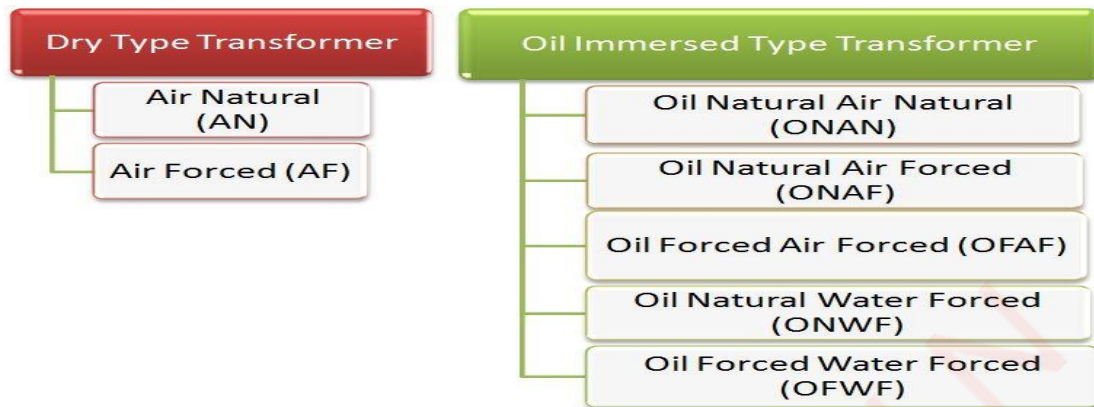 Dry Type Transformer
Air Natural
(AN)
Air Forced (AF)
Oil Immersed Type Transformer
Oil Natural Air Natural
(ONAN)
Oil Natural Air Forced
(ONAF)
Oil Forced Air Forced (OFAF)
Oil Natural Water Forced
(ONWF)
Oil Forced Water Forced
(OFWF)